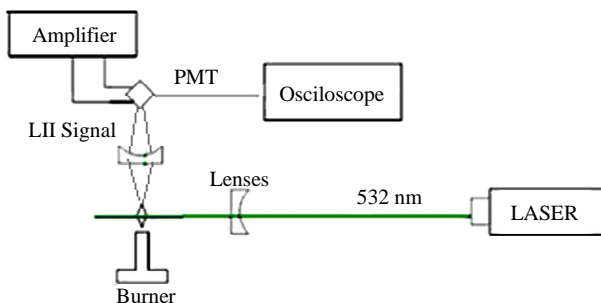 Amplifier
PMT
Osciloscope
LII Signal
Lenses
532 nm
LASER
Burner